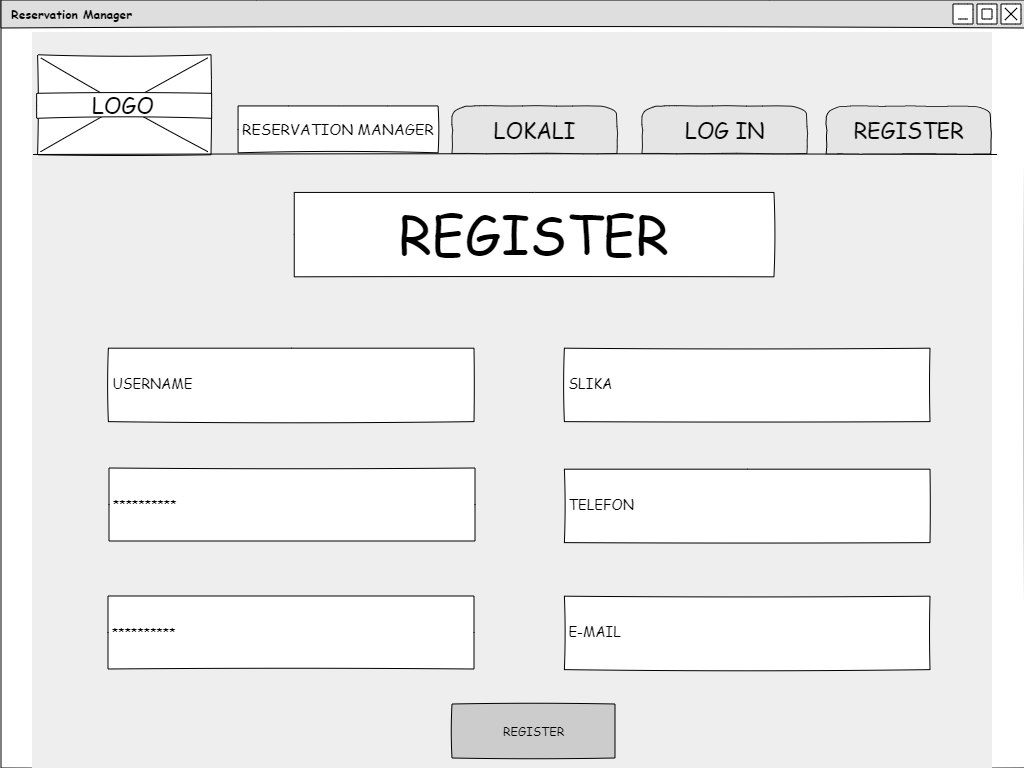 Reservation Manager
LOGO
RESERVATION MANAGER
LOKALI
LOG IN
REGISTER
REGISTER
USERNAME
SLIKA
**********
TELEFON
**********
E-MAIL
REGISTER